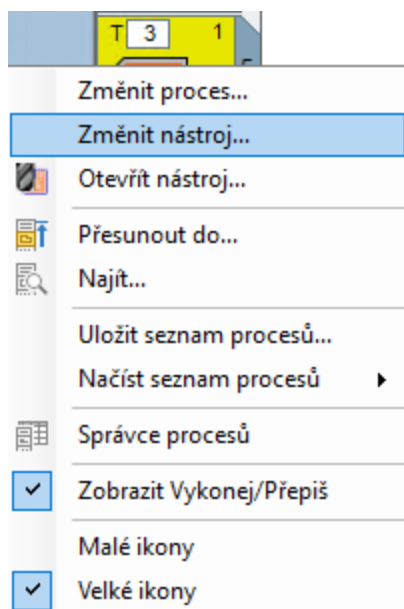 T 3 1
Změnit proces...
Změnit nástroj...
Otevřít nástroj...
Přesunout do...
Najít...
Uložit seznam procesů...
Načíst seznam procesů
Správce procesů
Zobrazit Vykonej/Přepiš
Malé ikony
Velké ikony